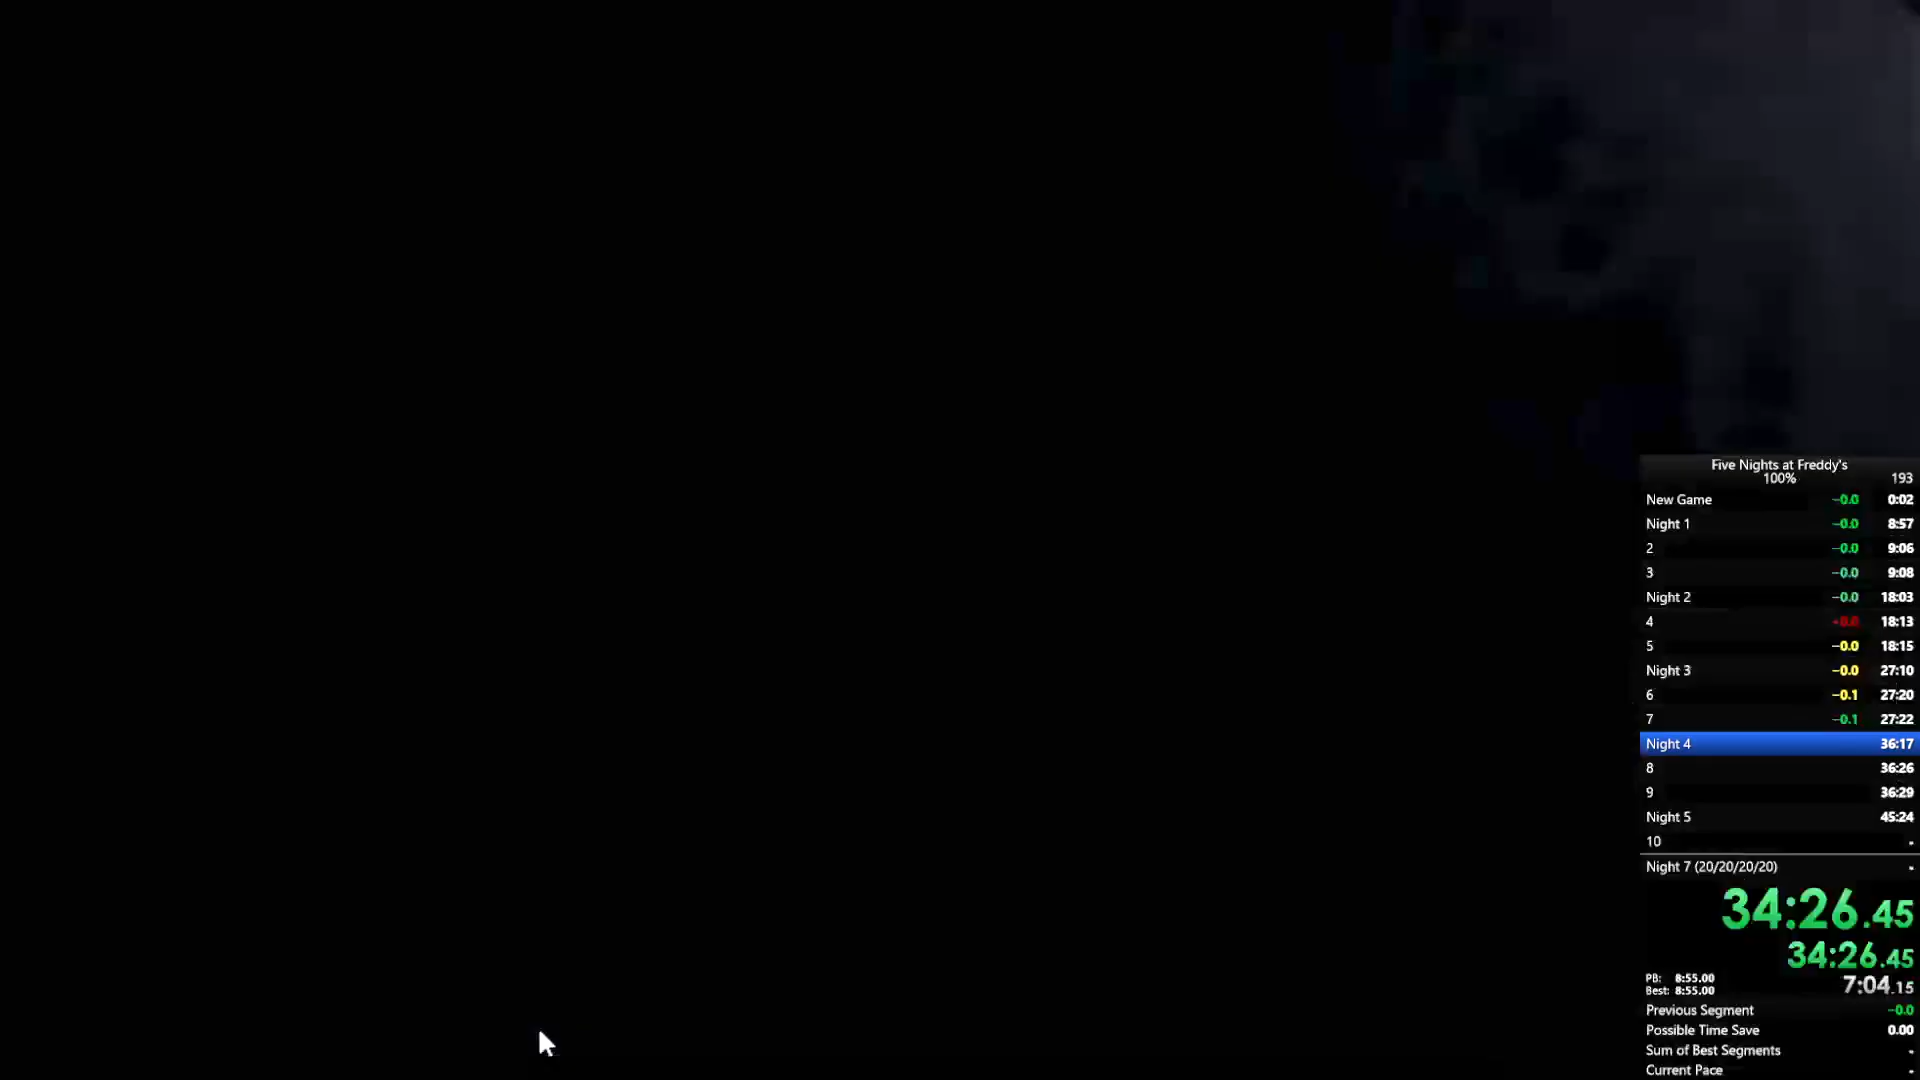 Five Nights at Freddy's
100% 193
New Game −0.0 0:02
Night 1 −0.0 8:57
2 −0.0 9:06
3 −0.0 9:08
Night 2 −0.0 18:03
4 +0.0 18:13
5 −0.0 18:15
Night 3 −0.0 27:10
6 −0.1 27:20
7 −0.1 27:22
Night 4 36:17
8 36:26
9 36:29
Night 5 45:24
10 -
Night 7 (20/20/20/20) -
34:26.45
34:26.45
PB: 8:55.00
Best: 8:55.00
7:04.15
Previous Segment −0.0
Possible Time Save 0.00
Sum of Best Segments -
Current Pace -